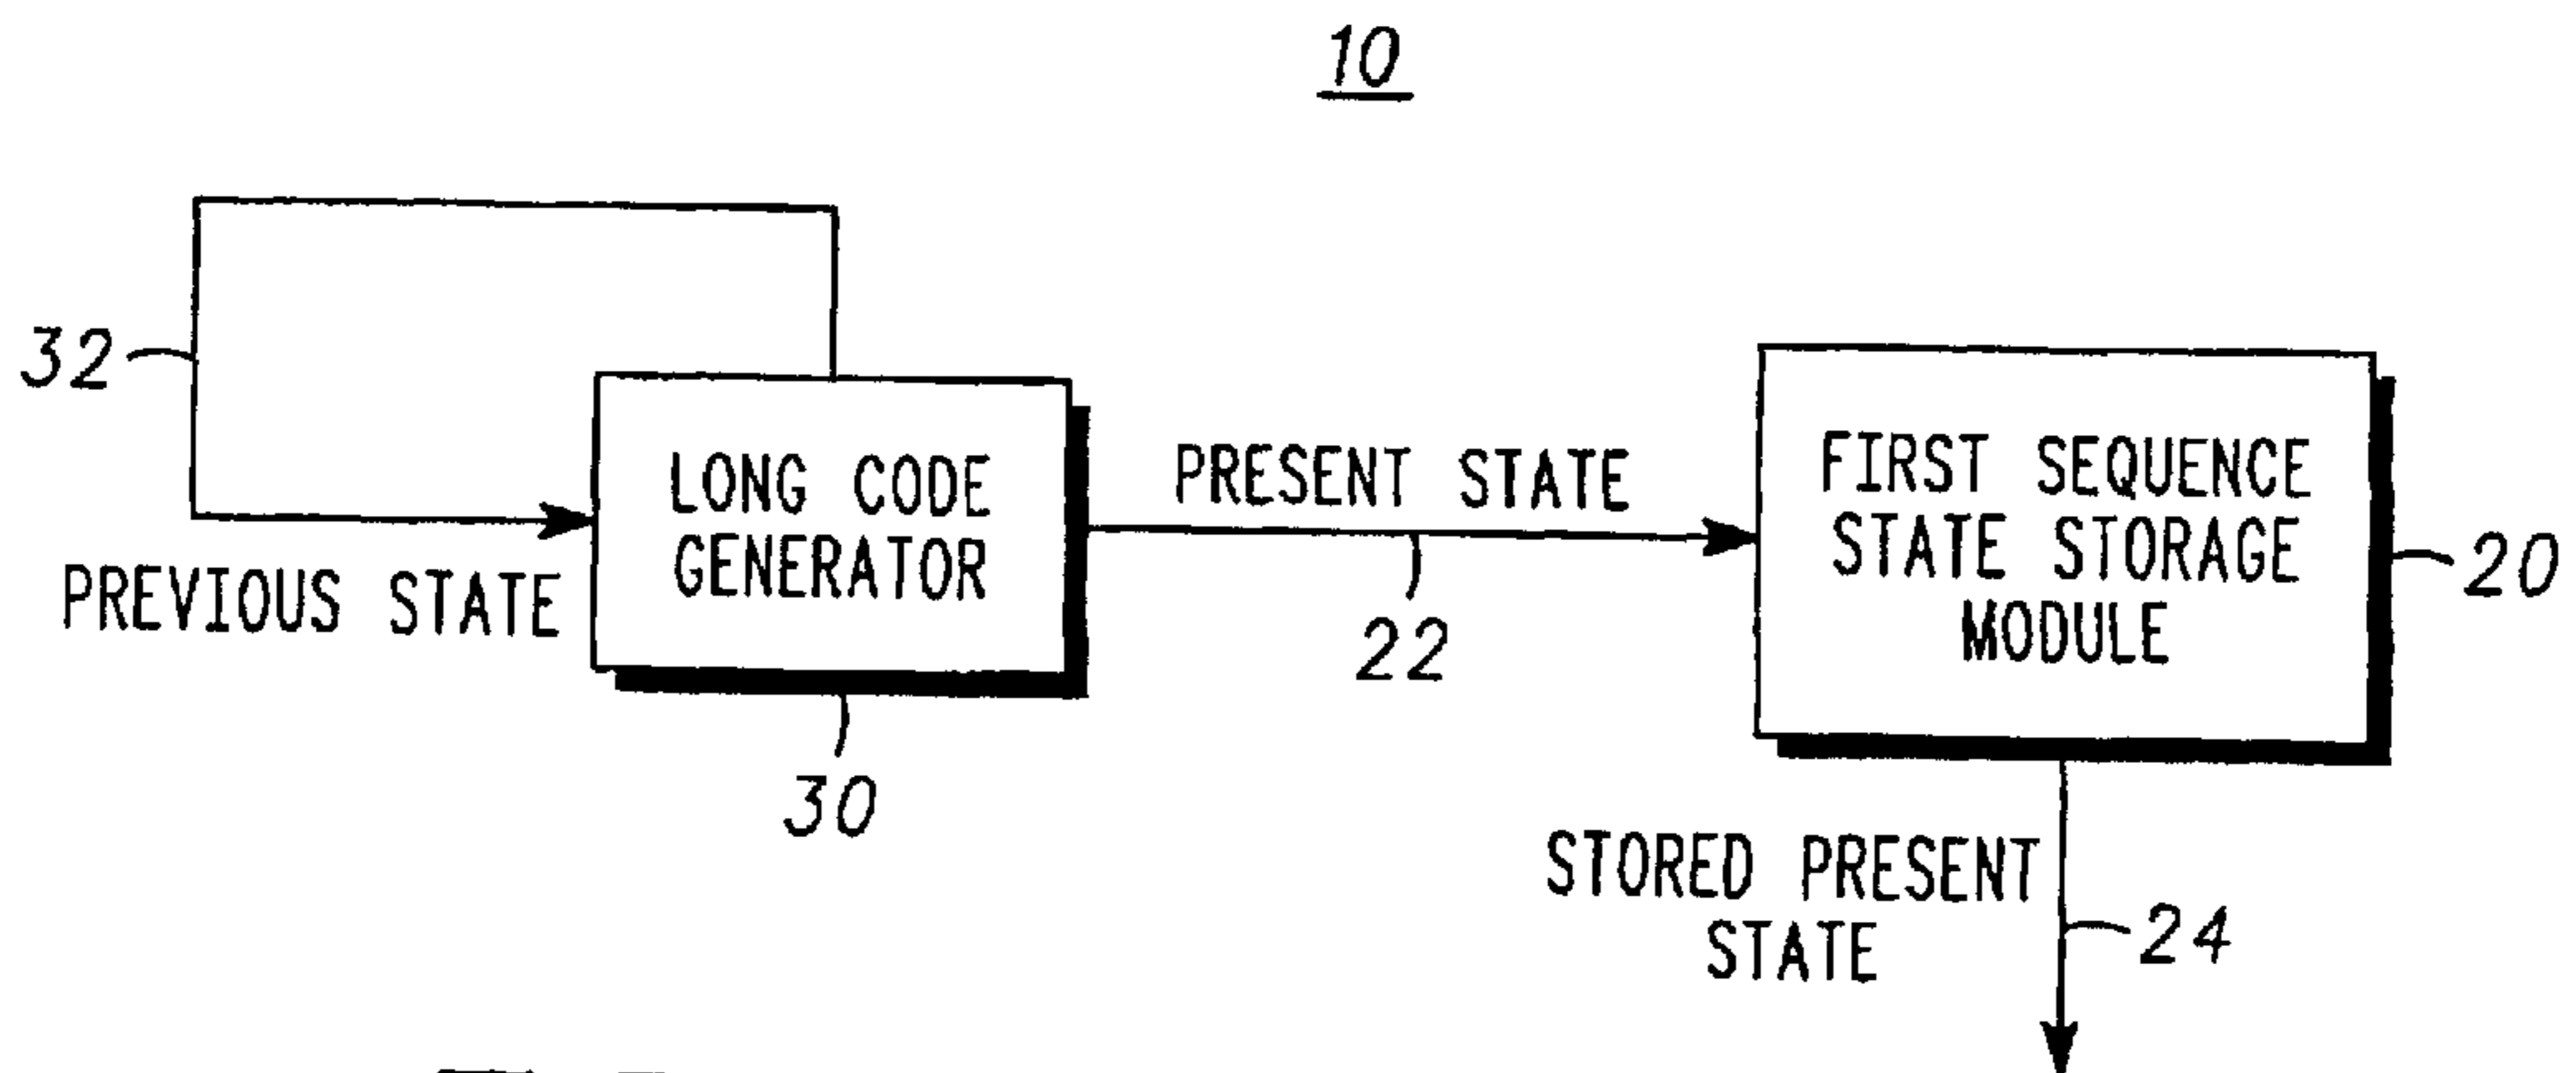 10
32
PREVIOUS STATE
LONG CODE
GENERATOR
30
PRESENT STATE
22
FIRST SEQUENCE
STATE STORAGE
MODULE
20
STORED PRESENT
STATE
24